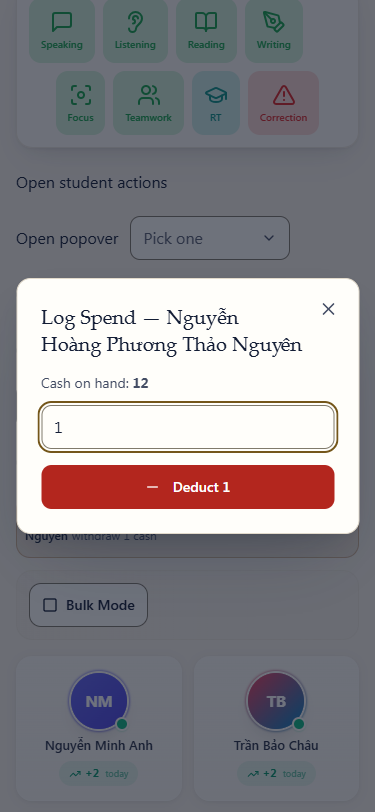 Speaking
Listening
Reading
Writing
Focus
Teamwork
RT
Correction
Open student actions
Open popover
Pick one
Log Spend — Nguyễn
Hoàng Phương Thảo Nguyên
Cash on hand: 12
1
Deduct 1
Nguyên withdraw 1 cash
Bulk Mode
NM
TB
Nguyễn Minh Anh
Trần Bảo Châu
+2 today
+2 today